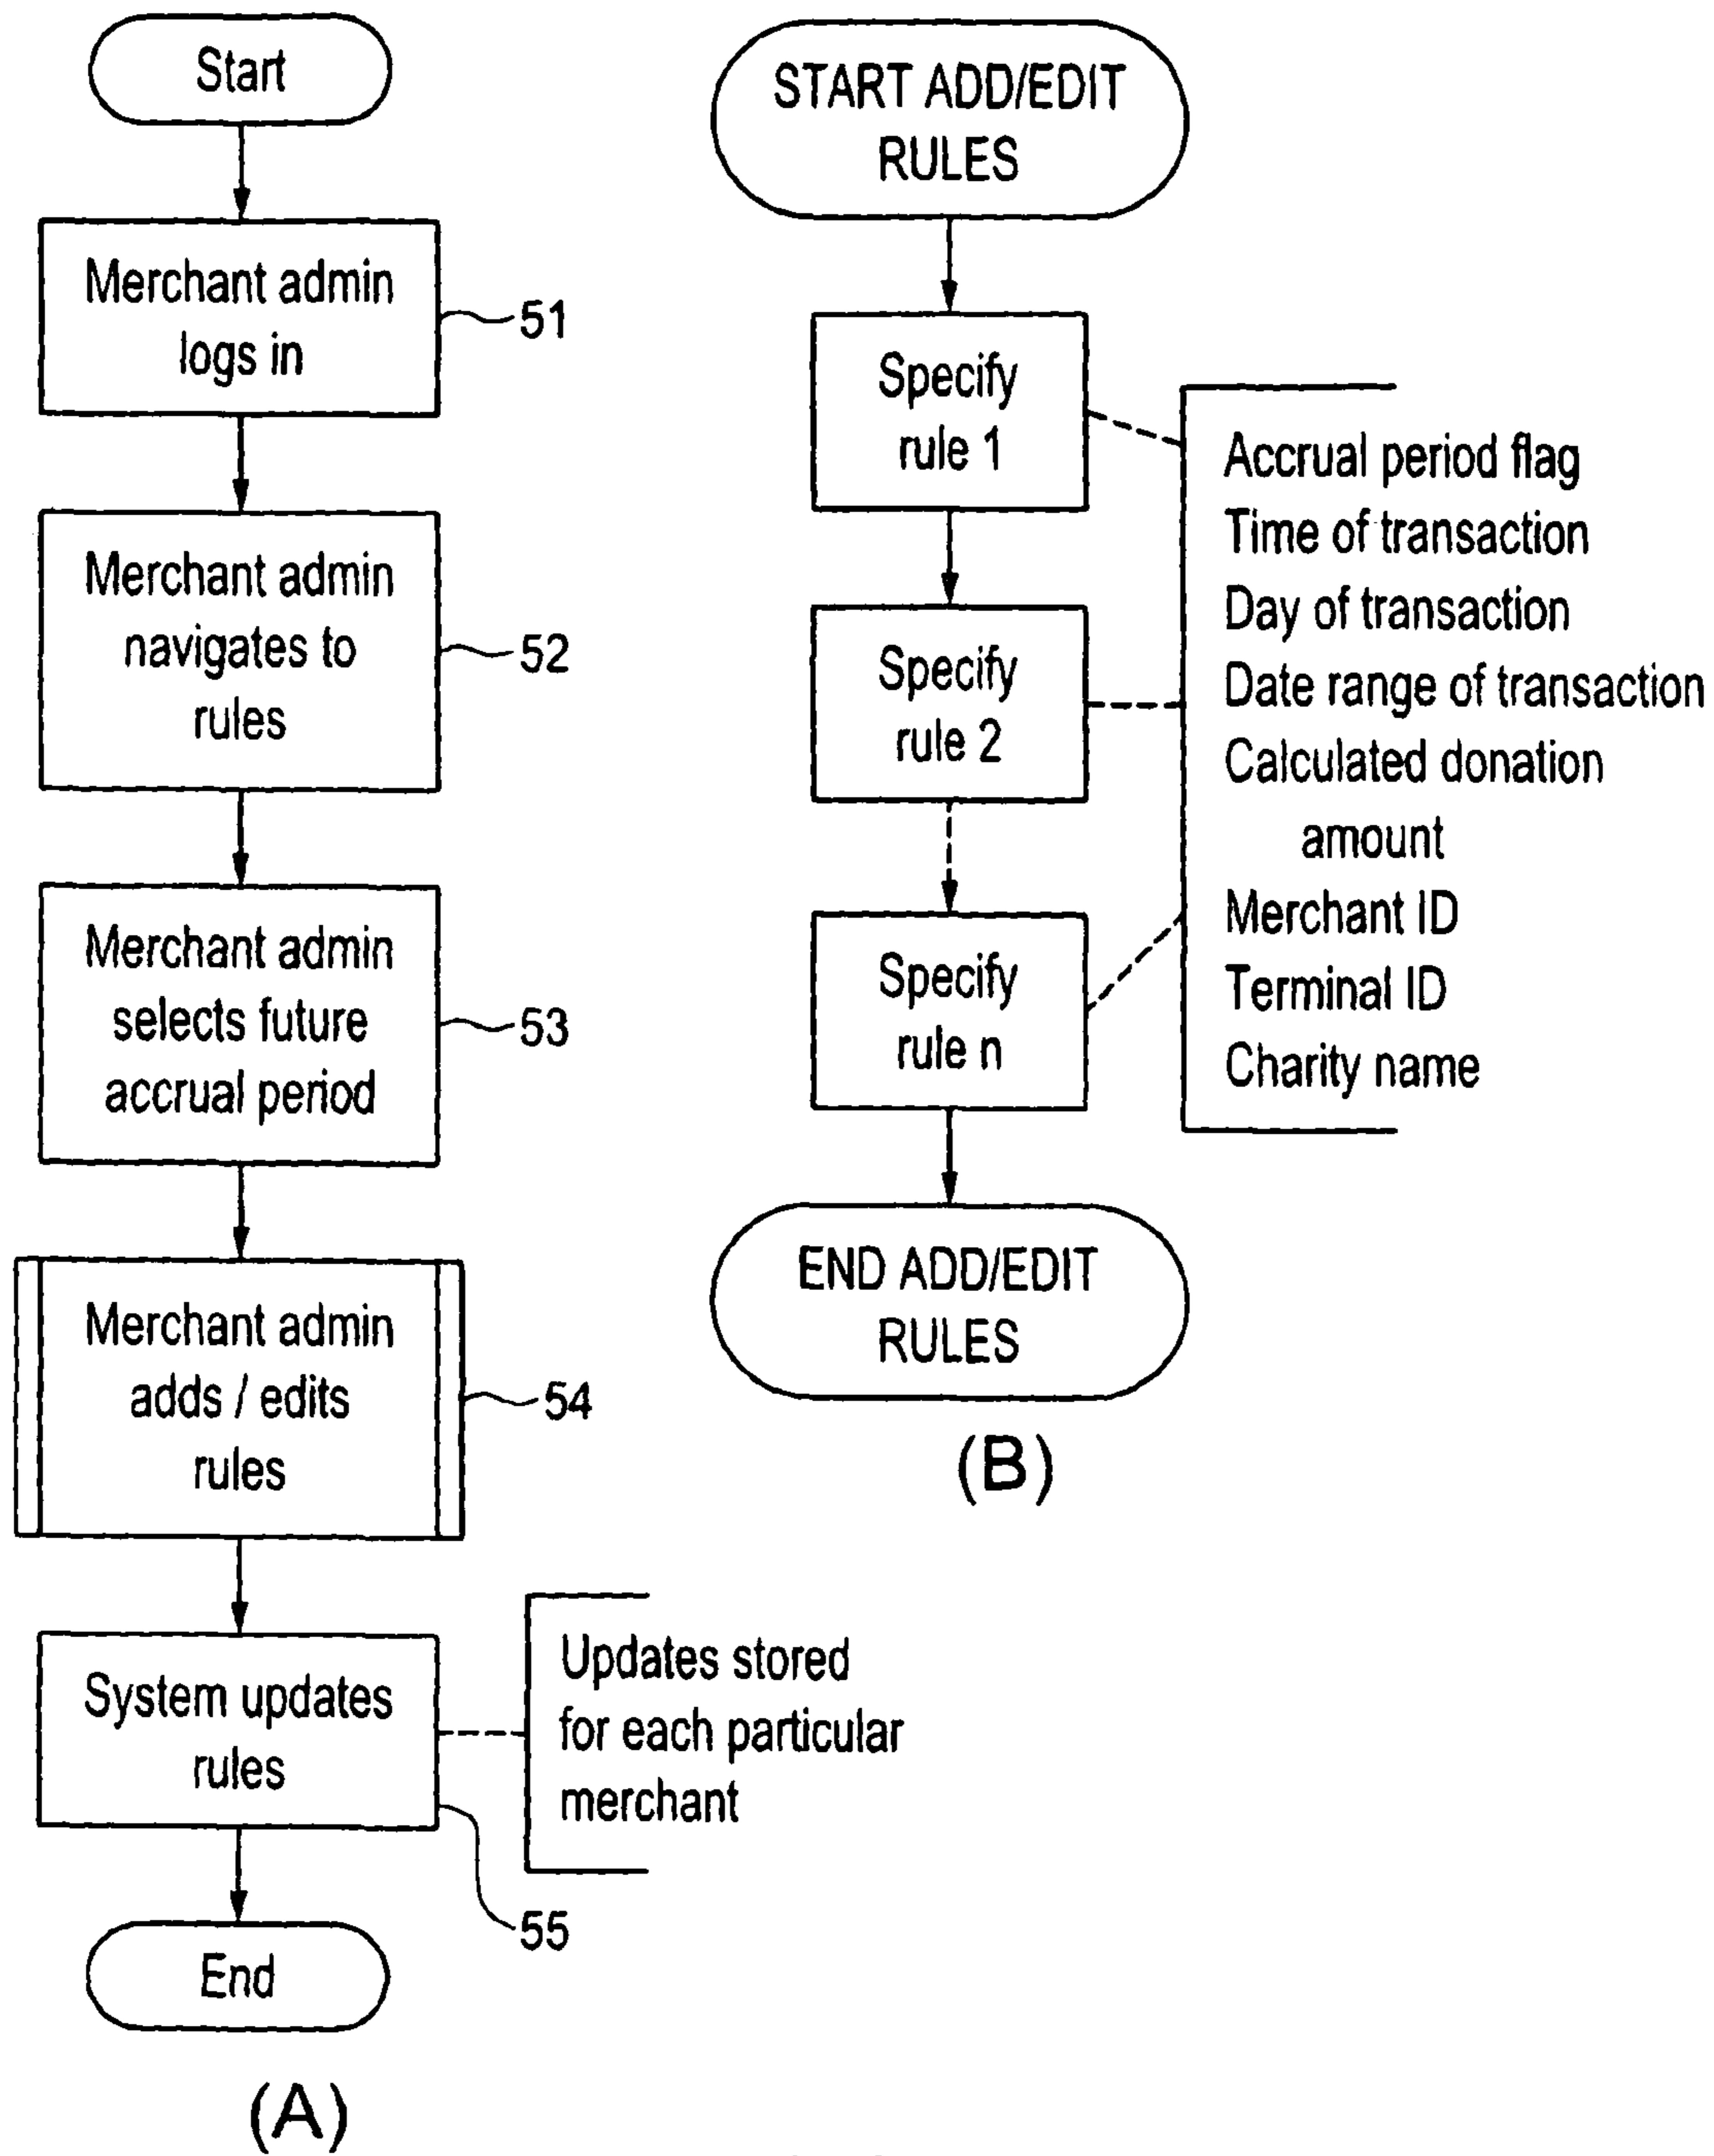 Start
Merchant admin
logs in
51
Merchant admin
navigates to
rules
52
Merchant admin
selects future
accrual period
53
Merchant admin
adds / edits
rules
54
System updates
rules
55
Updates stored
for each particular
merchant
End
(A)
START ADD/EDIT
RULES
Specify
rule 1
Specify
rule 2
Specify
rule n
Accrual period flag
Time of transaction
Day of transaction
Date range of transaction
Calculated donation
amount
Merchant ID
Terminal ID
Charity name
END ADD/EDIT
RULES
(B)